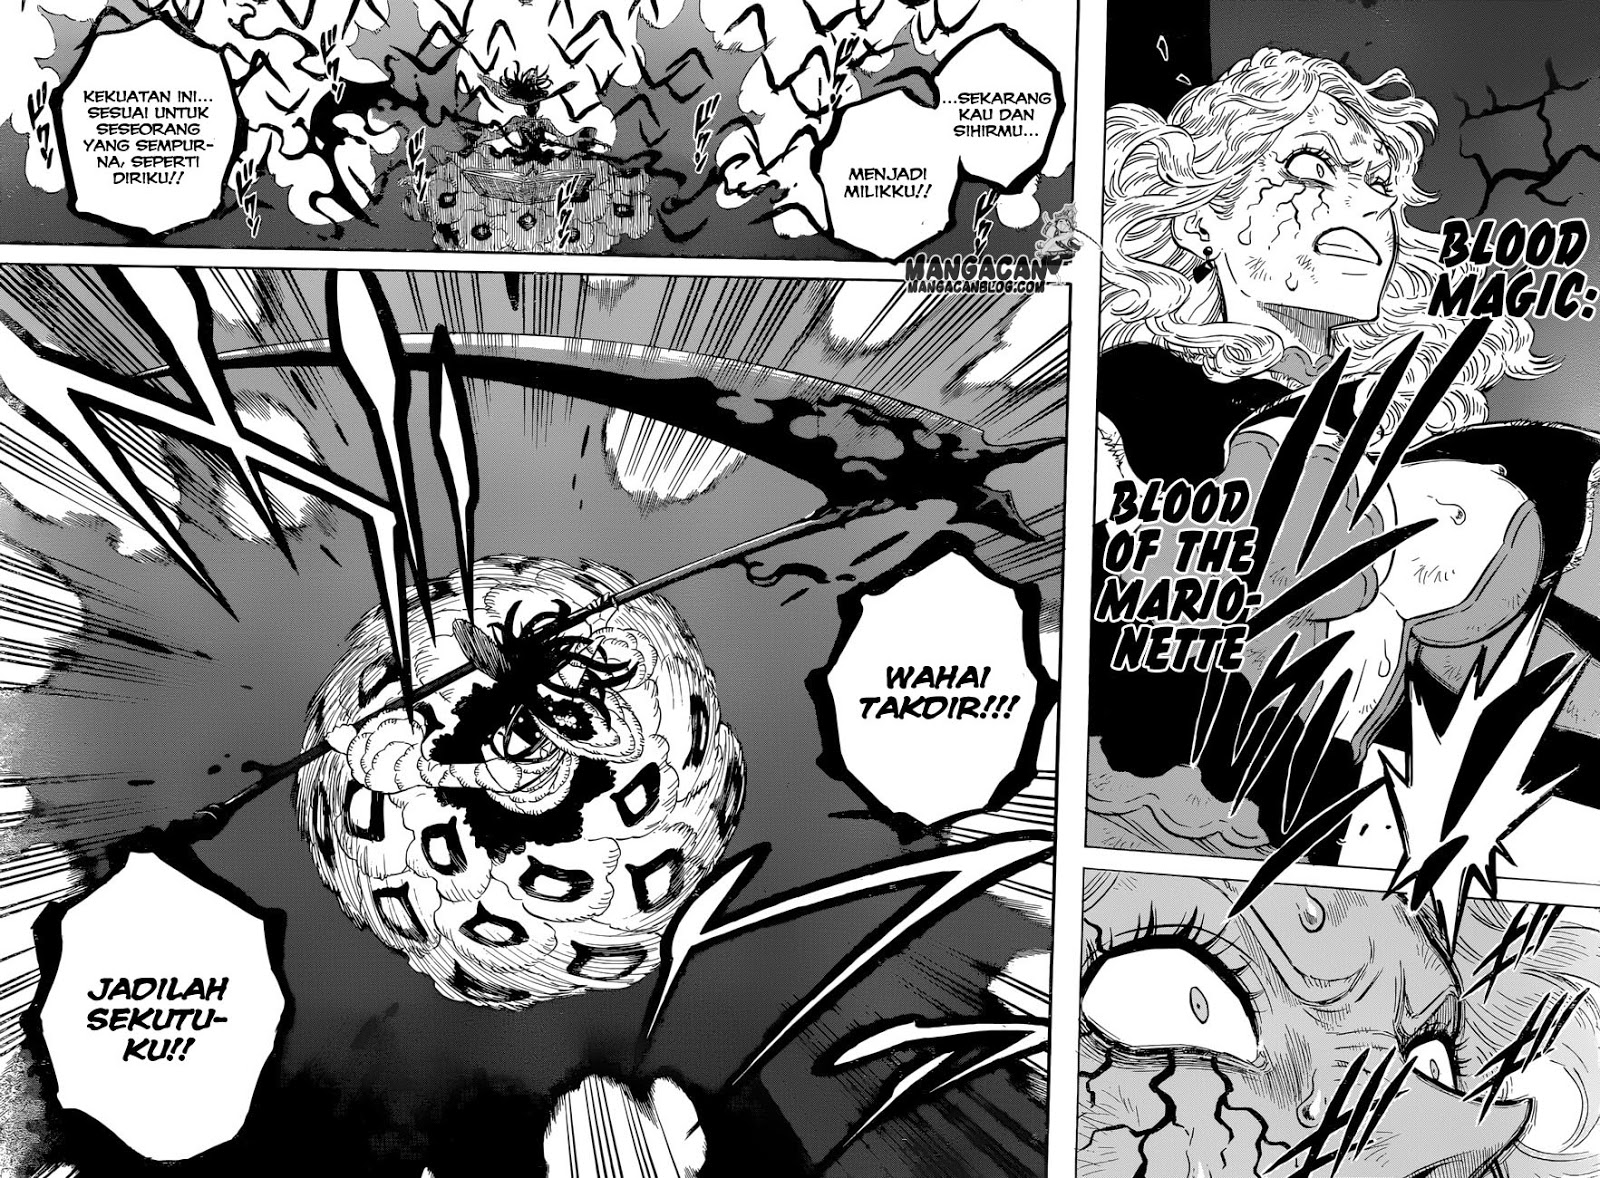 BLOOD
MAGIC:
BLOOD
OF THE
MARIO-
NETTE
...SEKARANG
KAU DAN
SIHIRMU...
MENJADI
MILIKKU!!
KEKUATAN INI...
SESUAI UNTUK
SESEORANG
YANG SEMPUR-
NA, SEPERTI
DIRIKU!!
MANGACAN
MANGACANBLOG.COM
WAHAI
TAKDIR!!!
JADILAH
SEKUTU-
KU!!